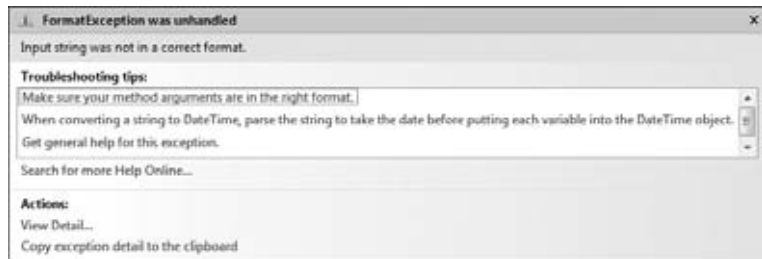 FormatException was unhandled
Input string was not in a correct format.
Troubleshooting tips:
Make sure your method arguments are in the right format.
When converting a string to DateTime, parse the string to take the date before putting each variable into the DateTime object.
Get general help for this exception.
Search for more Help Online...
Actions:
View Detail...
Copy exception detail to the clipboard